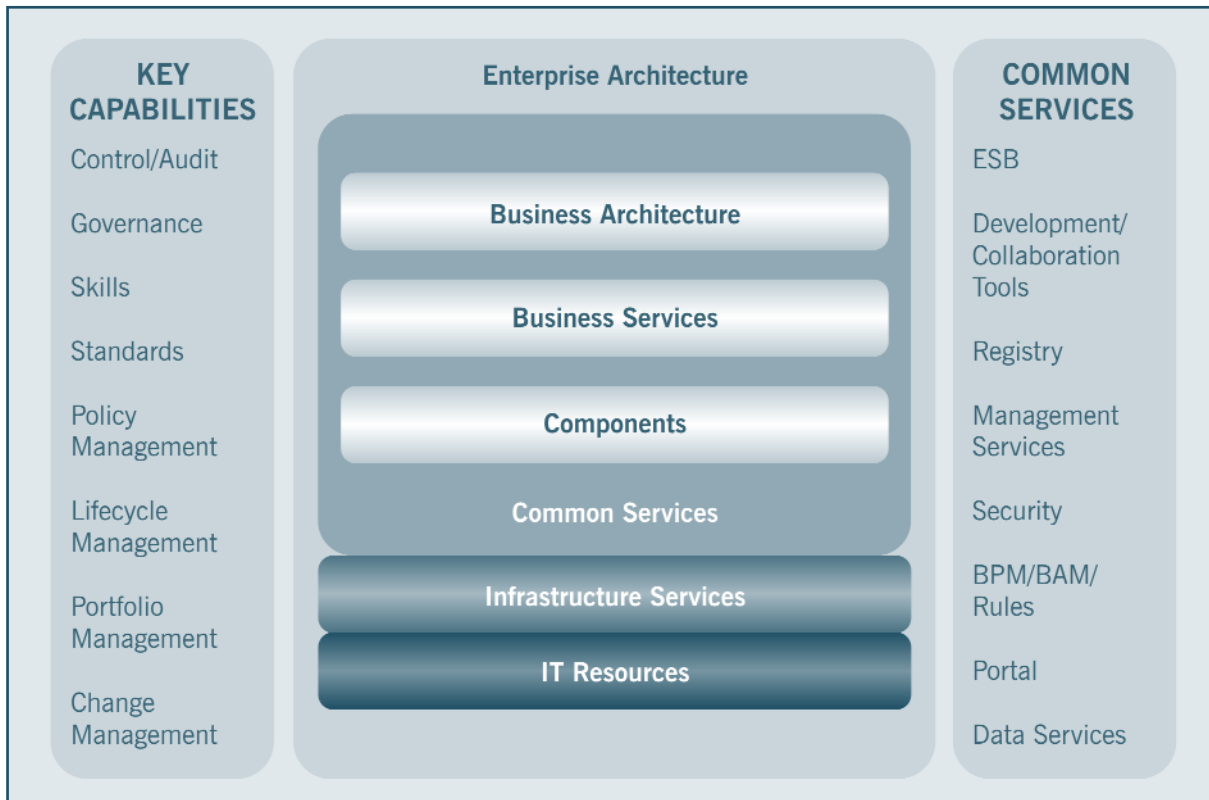 KEY
CAPABILITIES
Control/Audit
Governance
Skills
Standards
Policy
Management
Lifecycle
Management
Portfolio
Management
Change
Management
Enterprise Architecture
Business Architecture
Business Services
Components
Common Services
Infrastructure Services
IT Resources
COMMON
SERVICES
ESB
Development/
Collaboration
Tools
Registry
Management
Services
Security
BPM/BAM/
Rules
Portal
Data Services